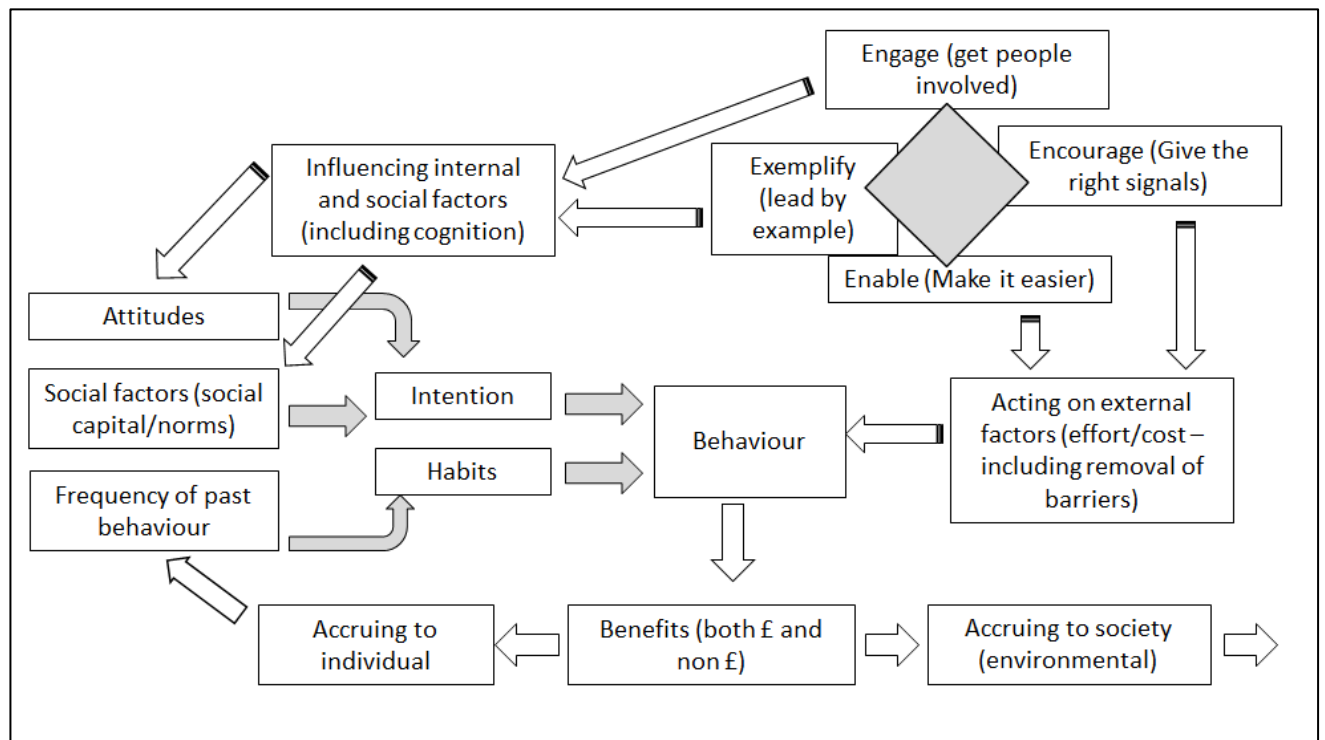 Engage (get people
involved)
Encourage (Give the
right signals)
Exemplify
(lead by
example)
Enable (Make it easier)
Influencing internal
and social factors
(including cognition)
Attitudes
Social factors (social
capital/norms)
Frequency of past
behaviour
Intention
Habits
Behaviour
Acting on external
factors (effort/cost –
including removal of
barriers)
Accruing to
individual
Benefits (both £ and
non £)
Accruing to society
(environmental)